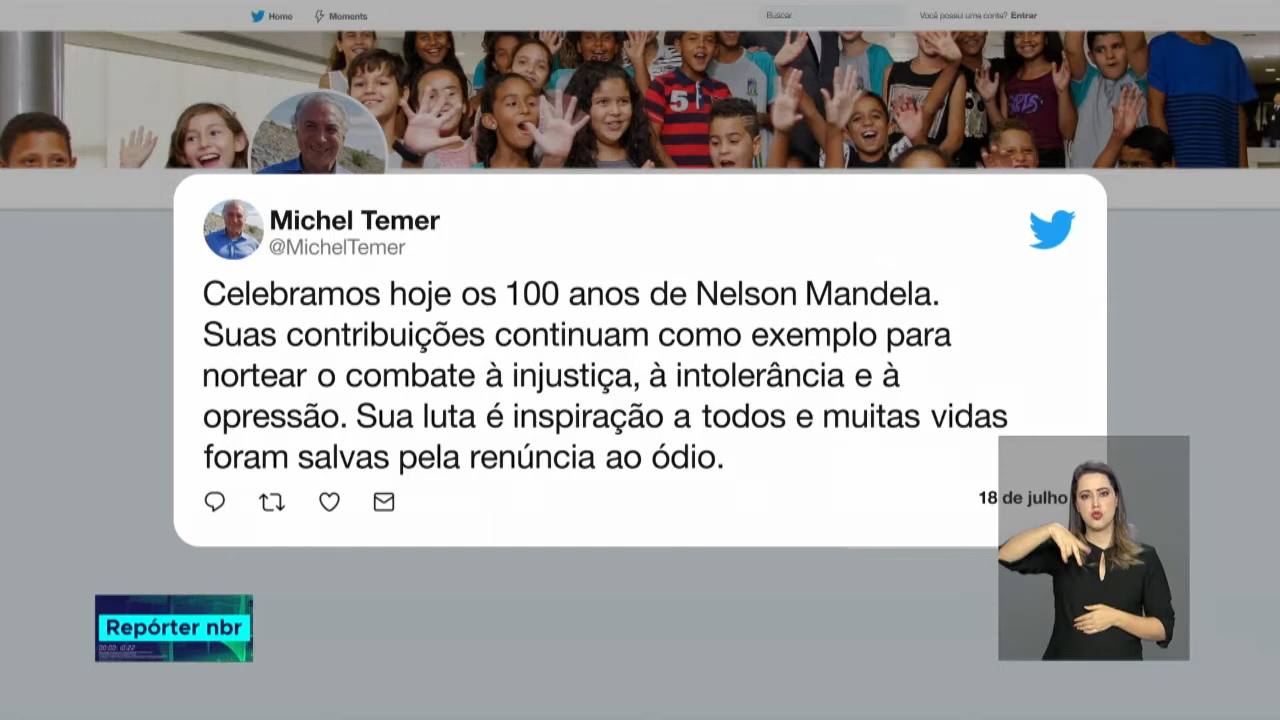 Home Moments Buscar Você possui uma conta? Entrar
5
Michel Temer
@MichelTemer
Celebramos hoje os 100 anos de Nelson Mandela.
Suas contribuições continuam como exemplo para
nortear o combate à injustiça, à intolerância e à
opressão. Sua luta é inspiração a todos e muitas vidas
foram salvas pela renúncia ao ódio.
18 de julho
Repórter nbr